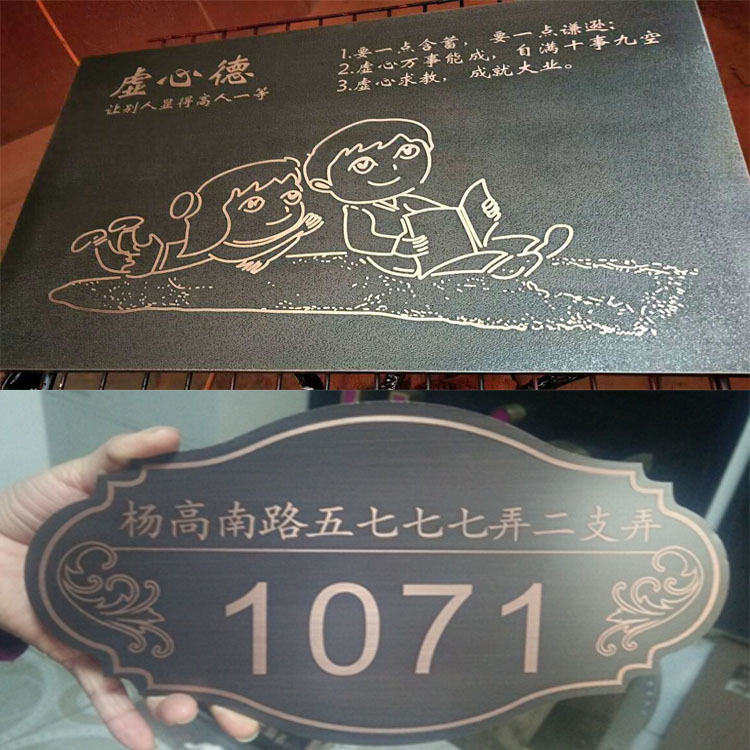 虚心德
让别人显得高人一等
1.要一点含蓄，要一点谦逊；
2.虚心万事能成，自满十事九空
3.虚心求教，成就大业。
杨高南路五七七七弄二支弄
1071